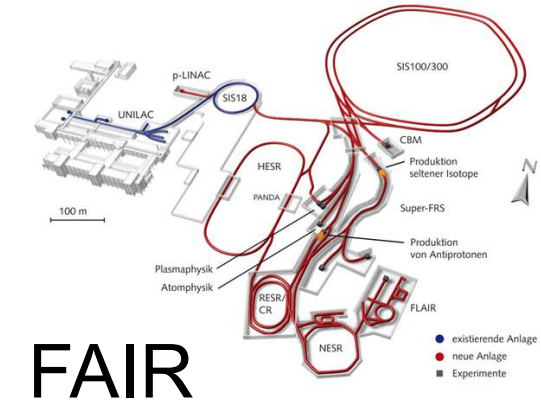 p-LINAC
SIS100/300
SIS18
UNILAC
CBM
HESR
Produktion
seltener Isotope
N
PANDA
100 m
Super-FRS
Produktion
von Antiprotonen
Plasmaphysik
Atomphysik
RESR/
CR
FLAIR
NESR
existierende Anlage
neue Anlage
Experimente
FAIR